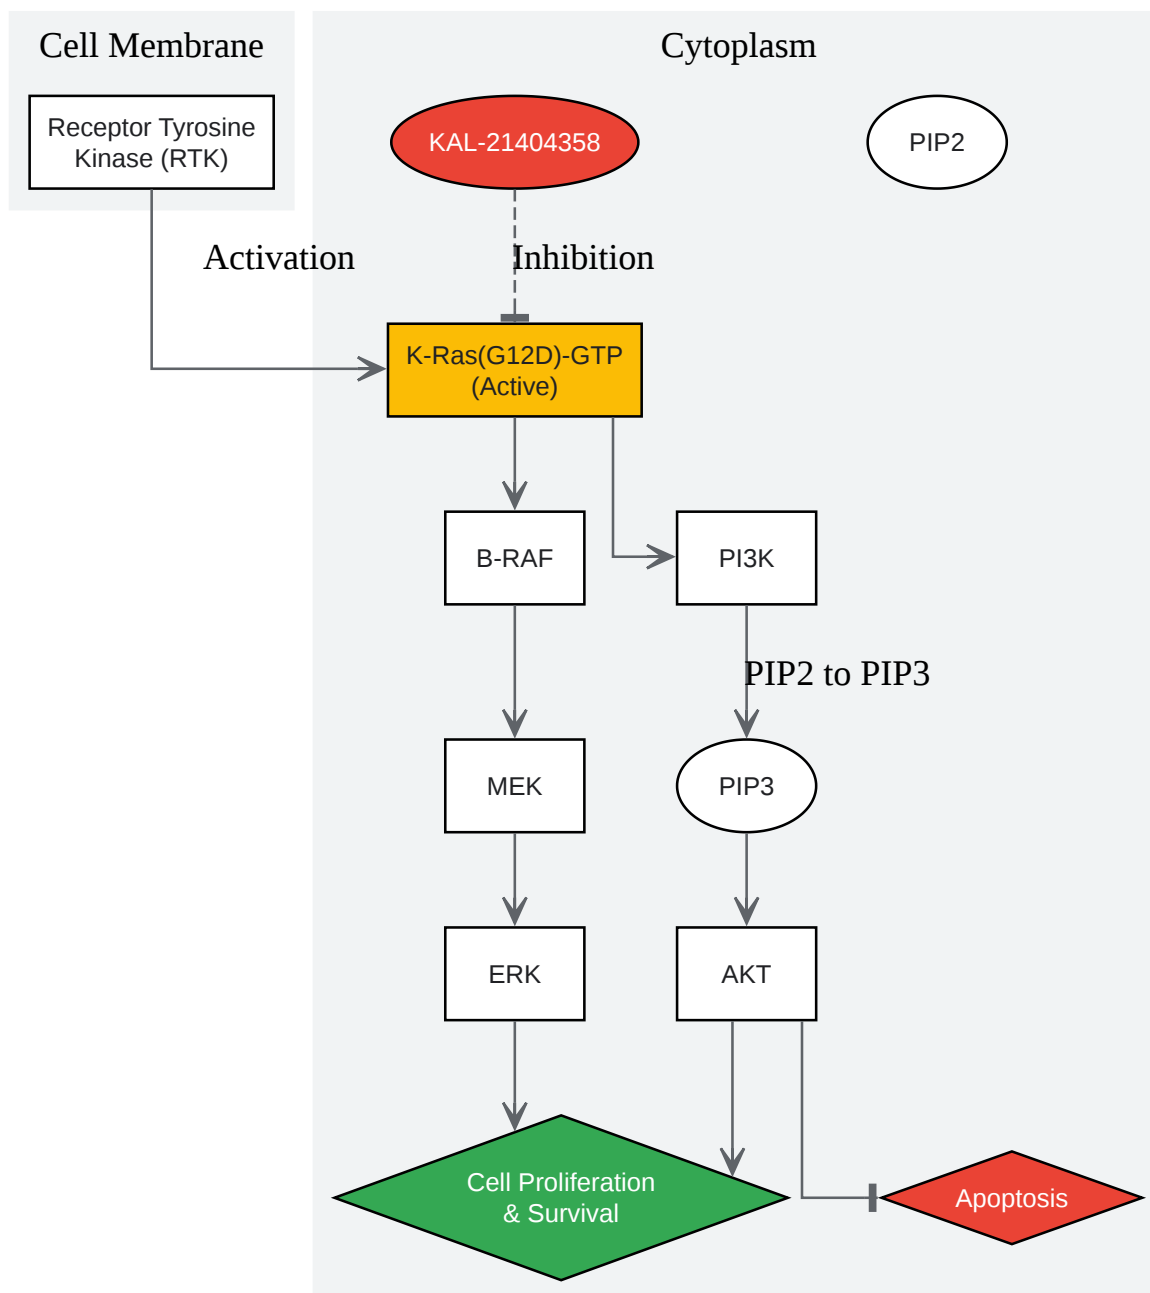 Cell Membrane
Cytoplasm
Receptor Tyrosine
Kinase (RTK)
KAL-21404358
PIP2
Activation
Inhibition
K-Ras(G12D)-GTP
(Active)
B-RAF
PI3K
PIP2 to PIP3
MEK
PIP3
ERK
AKT
Cell Proliferation
& Survival
Apoptosis